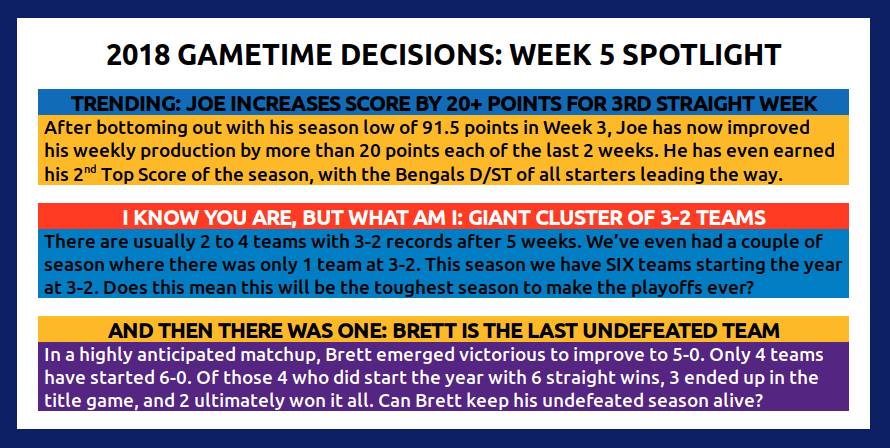 2018 GAMETIME DECISIONS: WEEK 5 SPOTLIGHT
TRENDING: JOE INCREASES SCORE BY 20+ POINTS FOR 3RD STRAIGHT WEEK
After bottoming out with his season low of 91.5 points in Week 3, Joe has now improved
his weekly production by more than 20 points each of the last 2 weeks. He has even earned
his 2nd Top Score of the season, with the Bengals D/ST of all starters leading the way.
I KNOW YOU ARE, BUT WHAT AM I: GIANT CLUSTER OF 3-2 TEAMS
There are usually 2 to 4 teams with 3-2 records after 5 weeks. We've even had a couple of
season where there was only 1 team at 3-2. This season we have SIX teams starting the year
at 3-2. Does this mean this will be the toughest season to make the playoffs ever?
AND THEN THERE WAS ONE: BRETT IS THE LAST UNDEFEATED TEAM
In a highly anticipated matchup, Brett emerged victorious to improve to 5-0. Only 4 teams
have started 6-0. Of those 4 who did start the year with 6 straight wins, 3 ended up in the
title game, and 2 ultimately won it all. Can Brett keep his undefeated season alive?